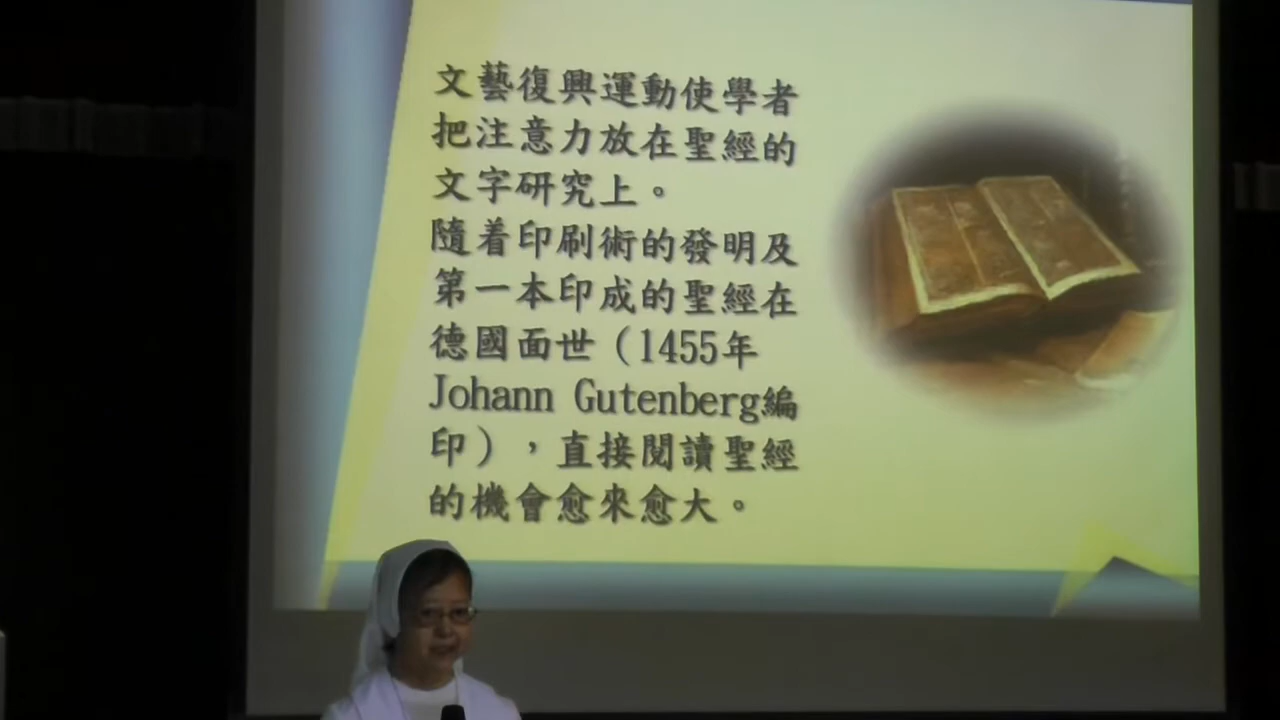 文藝復興運動使學者
把注意力放在聖經的
文字研究上。
隨着印刷術的發明及
第一本印成的聖經在
德國面世（1455年
Johann Gutenberg編
印），直接閱讀聖經
的機會愈來愈大。